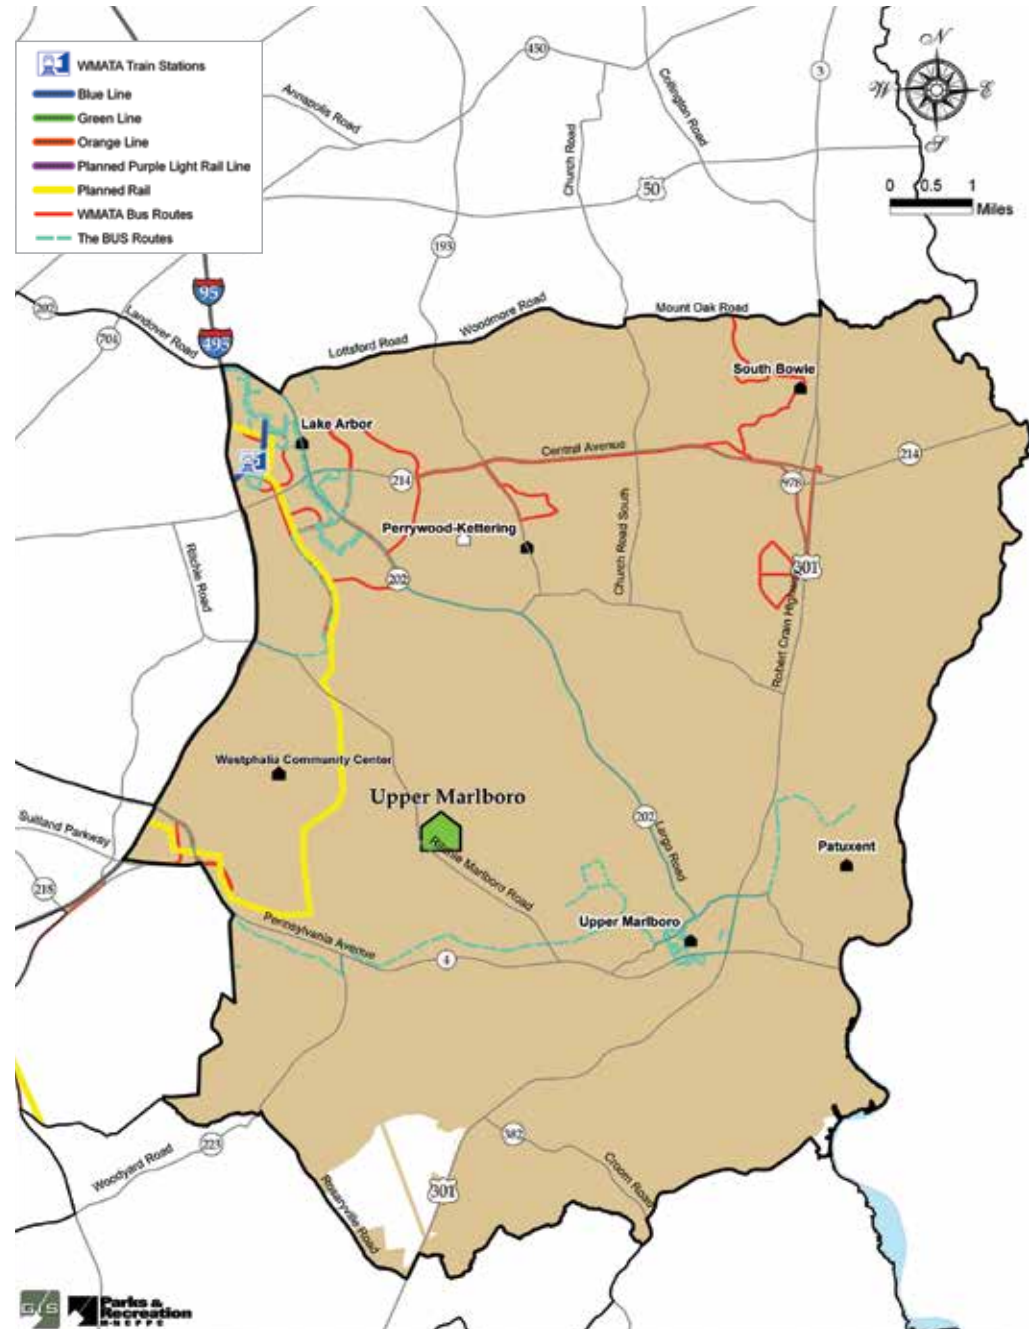 WMATA Train Stations
Blue Line
Green Line
Orange Line
Planned Purple Light Rail Line
Planned Rail
WMATA Bus Routes
The BUS Routes
450
3
N
W
E
S
Annapolis Road
Collington Road
Church Road
50
0 0.5 1
Miles
193
95
202
Landover Road
704
495
Lottsford Road
Woodmore Road
Mount Oak Road
South Bowie
Lake Arbor
Central Avenue
214
214
978
Perrywood-Kettering
Ritchie Road
202
Church Road South
301
Robert Crain Highway
Westphalia Community Center
Upper Marlboro
Suitland Parkway
202
Largo Road
Ritchie Marlboro Road
Patuxent
218
Upper Marlboro
Pennsylvania Avenue
4
Woodyard Road
223
382
Croom Road
Rosaryville Road
301
GIS
Parks &
Recreation
M-NCPPC